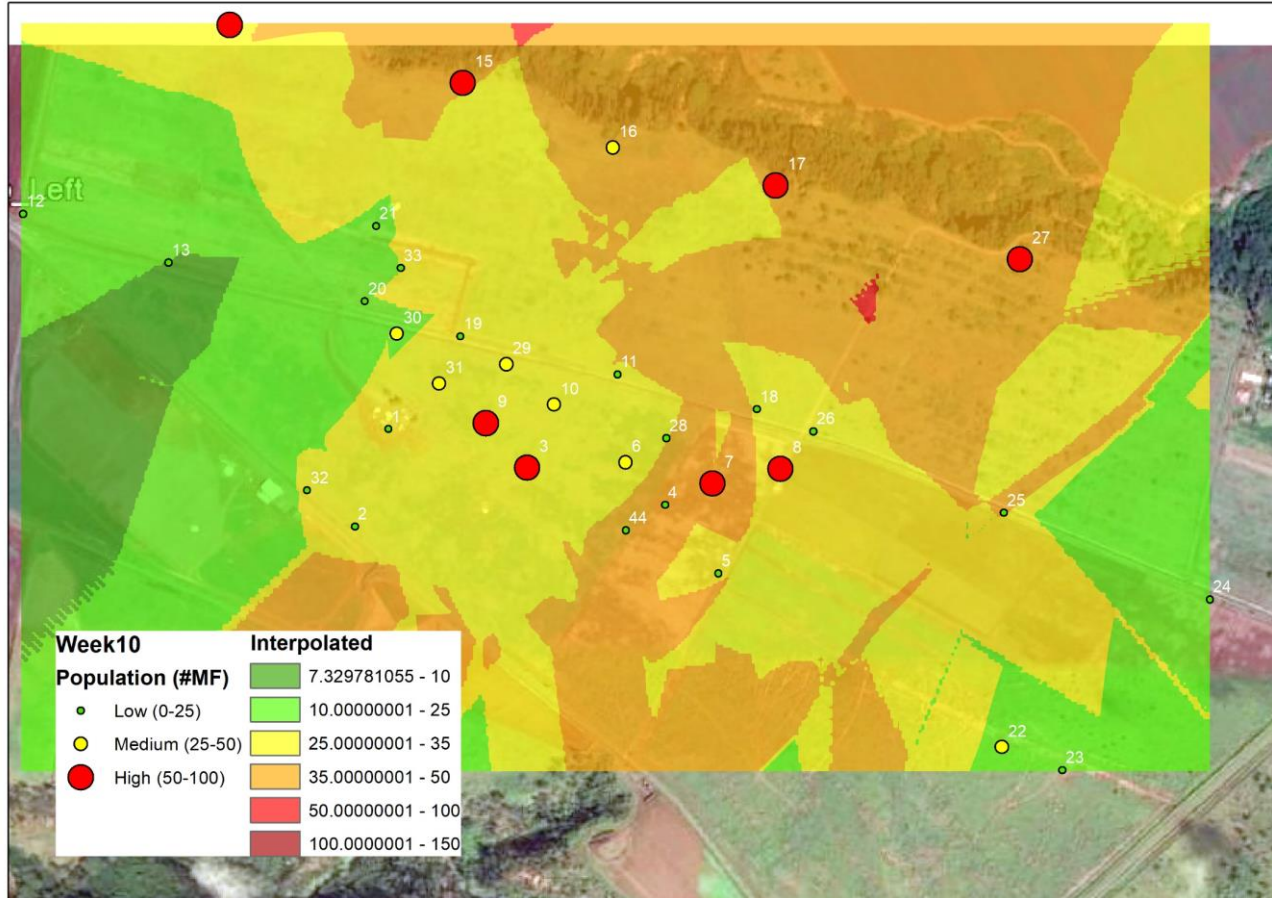 15
16
17
Left
12
21
13
33
27
20
30
19
29
11
31
10
18
9
1
26
28
3
6
8
7
32
4
25
2
44
5
24
22
23
Week10
Population (#MF)
Low (0-25)
Medium (25-50)
High (50-100)
Interpolated
7.329781055 - 10
10.00000001 - 25
25.00000001 - 35
35.00000001 - 50
50.00000001 - 100
100.0000001 - 150